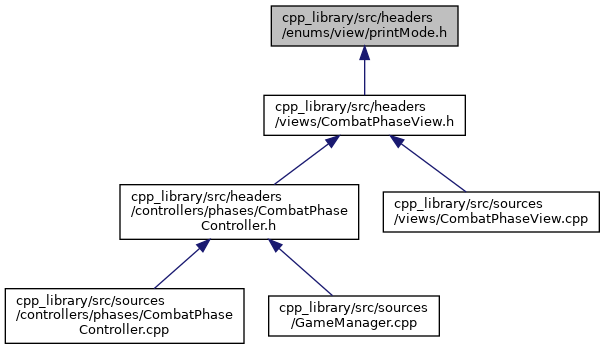 cpp_library/src/headers
/enums/view/printMode.h
cpp_library/src/headers
/views/CombatPhaseView.h
cpp_library/src/headers
/controllers/phases/CombatPhase
Controller.h
cpp_library/src/sources
/views/CombatPhaseView.cpp
cpp_library/src/sources
/controllers/phases/CombatPhase
Controller.cpp
cpp_library/src/sources
/GameManager.cpp